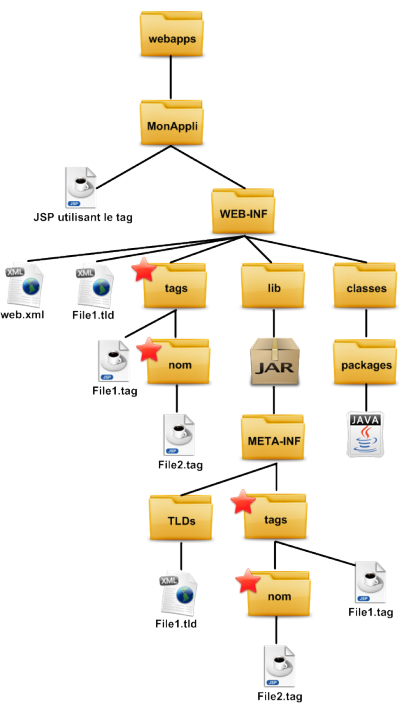 webapps
MonAppli
JSP
JSP utilisant le tag
WEB-INF
XML
web.xml
XML
File1.tld
tags
lib
classes
JSP
File1.tag
nom
JAR
packages
JSP
File2.tag
META-INF
JAVA
TLDs
tags
XML
File1.tld
nom
JSP
File1.tag
JSP
File2.tag